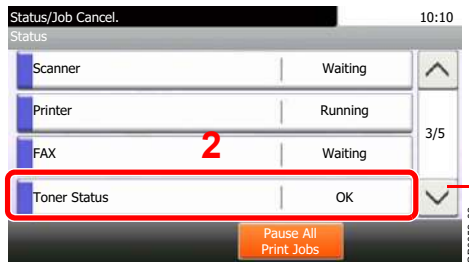 Status/Job Cancel. 10:10
Status
Scanner Waiting
Printer Running
3/5
FAX 2 Waiting
Toner Status OK
Pause All
Print Jobs